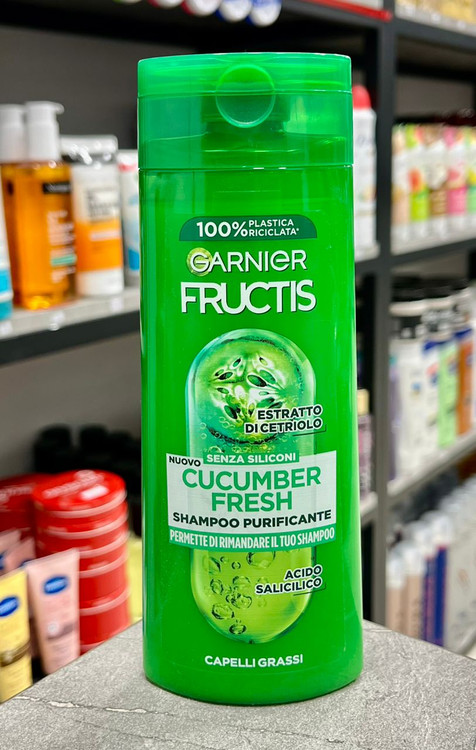 100% PLASTICA
RICICLATA*
GARNIER
FRUCTIS
ESTRATTO
DI CETRIOLO
NUOVO SENZA SILICONI
CUCUMBER
FRESH
SHAMPOO PURIFICANTE
PERMETTE DI RIMANDARE IL TUO SHAMPOO
ACIDO
SALICILICO
CAPELLI GRASSI